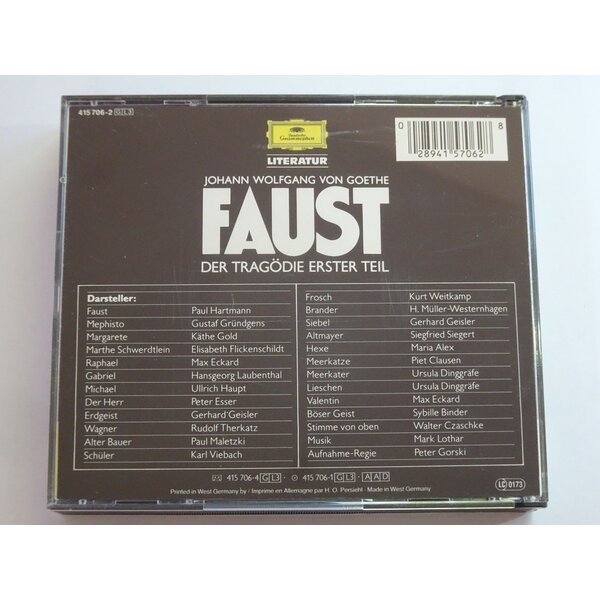 415 706-2 GL3
Deutsche
Grammophon
LITERATUR
0 28941 57062 8
JOHANN WOLFGANG VON GOETHE
FAUST
DER TRAGÖDIE ERSTER TEIL
Darsteller:
Faust Paul Hartmann
Mephisto Gustaf Gründgens
Margarete Käthe Gold
Marthe Schwerdtlein Elisabeth Flickenschildt
Raphael Max Eckard
Gabriel Hansgeorg Laubenthal
Michael Ullrich Haupt
Der Herr Peter Esser
Erdgeist Gerhard Geisler
Wagner Rudolf Therkatz
Alter Bauer Paul Maletzki
Schüler Karl Viebach
Frosch Kurt Weitkamp
Brander H. Müller-Westernhagen
Siebel Gerhard Geisler
Altmayer Siegfried Siegert
Hexe Maria Alex
Meerkatze Piet Clausen
Meerkater Ursula Dinggräfe
Lieschen Ursula Dinggräfe
Valentin Max Eckard
Böser Geist Sybille Binder
Stimme von oben Walter Czaschke
Musik Mark Lothar
Aufnahme-Regie Peter Gorski
415 706-4 GL3 · 415 706-1 GL3 · AAD
Printed in West Germany by / Imprimé en Allemagne par H. O. Persiehl · Made in West Germany
LC 0173